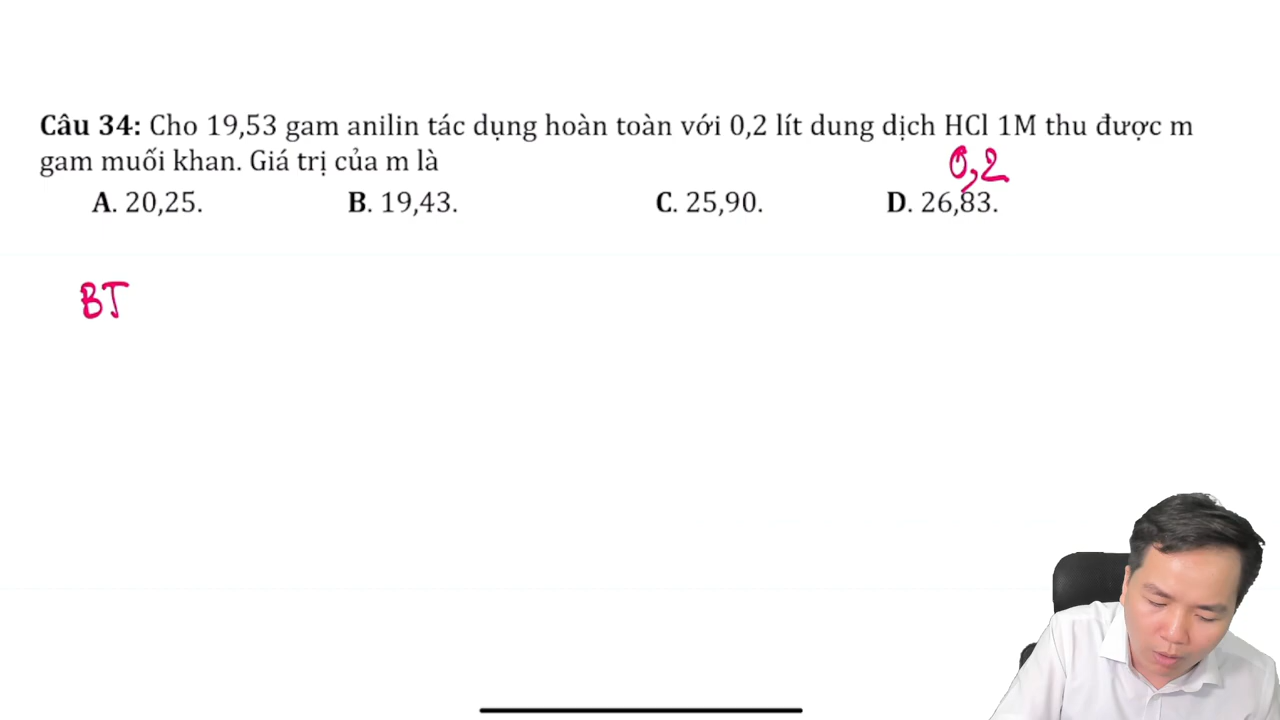 Câu 34: Cho 19,53 gam anilin tác dụng hoàn toàn với 0,2 lít dung dịch HCl 1M thu được m
gam muối khan. Giá trị của m là
0,2
A. 20,25. B. 19,43. C. 25,90. D. 26,83.
BT